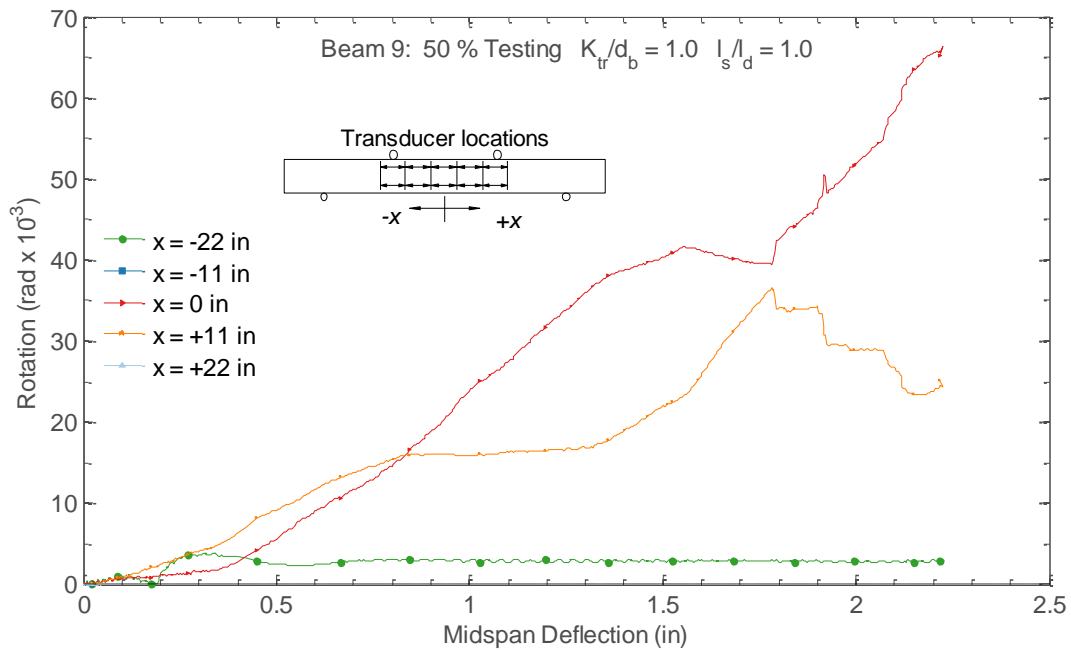 Beam 9: 50 % Testing K_tr/d_b = 1.0 l_s/l_d = 1.0
Transducer locations
-x +x
x = -22 in
x = -11 in
x = 0 in
x = +11 in
x = +22 in
Rotation (rad x 10^-3)
70
60
50
40
30
20
10
0
0 0.5 1 1.5 2 2.5
Midspan Deflection (in)